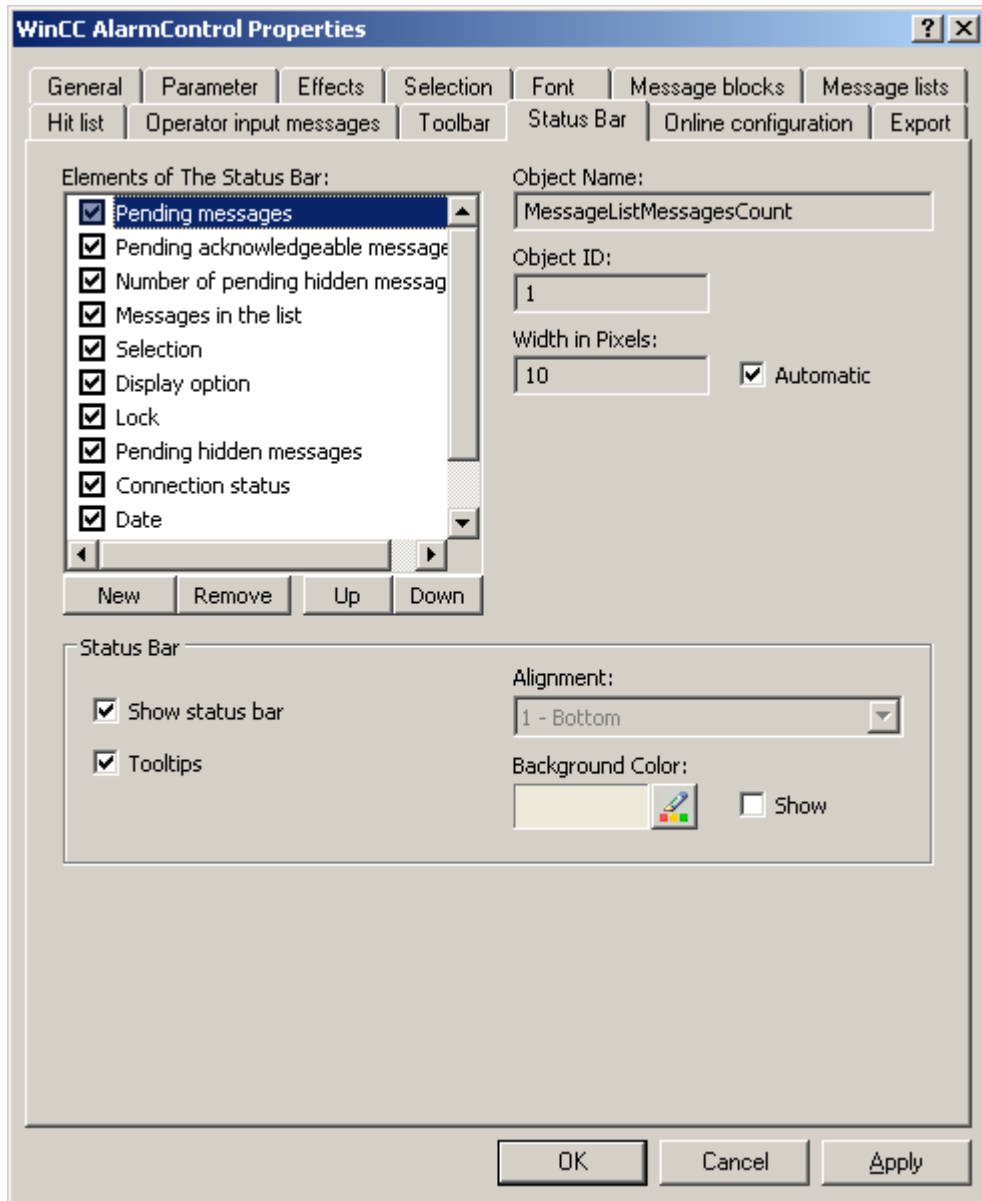 WinCC AlarmControl Properties
General Parameter Effects Selection Font Message blocks Message lists
Hit list Operator input messages Toolbar Status Bar Online configuration Export
Elements of The Status Bar:
Pending messages
Pending acknowledgeable message
Number of pending hidden messag
Messages in the list
Selection
Display option
Lock
Pending hidden messages
Connection status
Date
New Remove Up Down
Object Name:
MessageListMessagesCount
Object ID:
1
Width in Pixels:
10 Automatic
Status Bar
Show status bar
Tooltips
Alignment:
1 - Bottom
Background Color:
Show
OK Cancel Apply